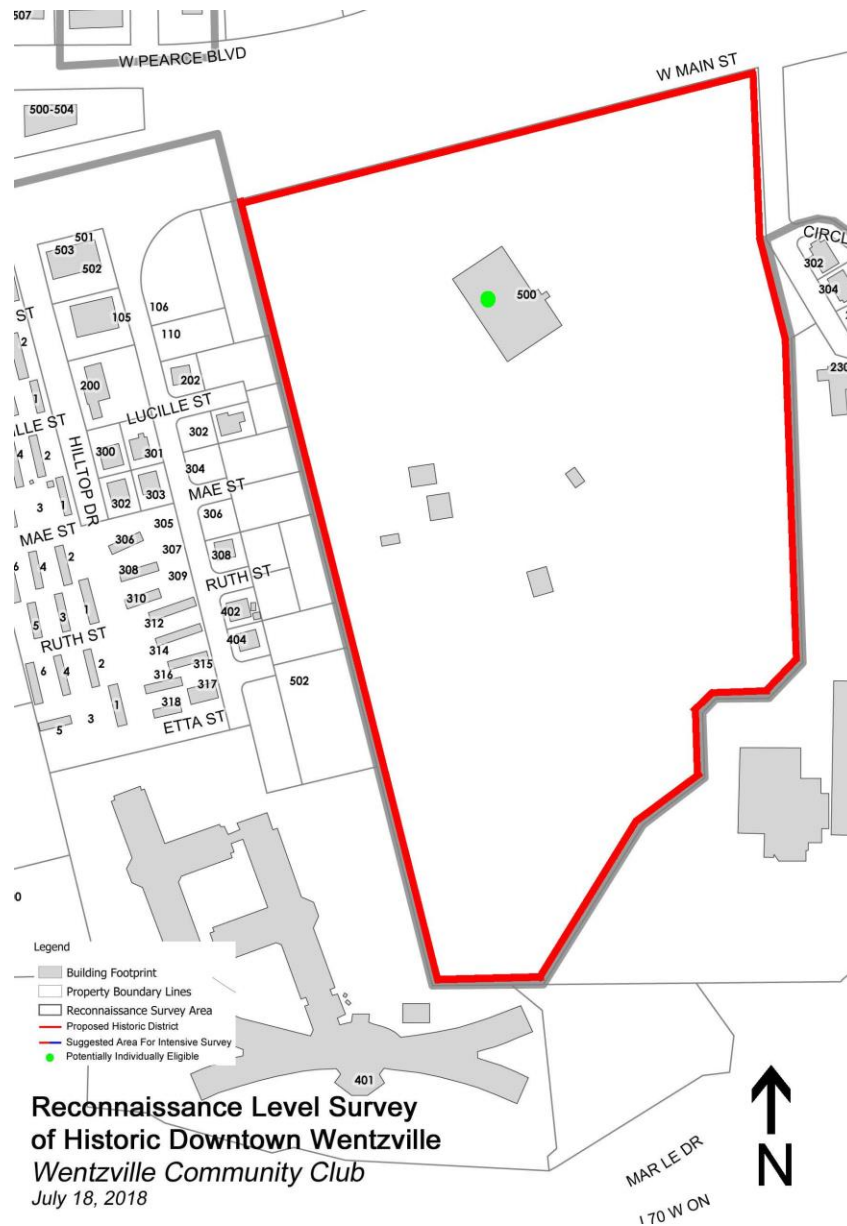 507
W PEARCE BLVD
W MAIN ST
500-504
501
503
502
CIRCL
302
304
500
106
105
110
ST
2
230
200
202
1
LUCILLE ST
ILLE ST
302
4
2
300
301
HILLTOP DR
304
302
303
MAE ST
3
1
306
305
MAE ST
306
307
308
2
4
308
309
RUTH ST
310
1
402
3
312
5
RUTH ST
404
314
315
6
4
2
316
317
502
318
1
3
5
ETTA ST
0
Legend
Building Footprint
Property Boundary Lines
Reconnaissance Survey Area
Proposed Historic District
Suggested Area For Intensive Survey
Potentially Individually Eligible
401
Reconnaissance Level Survey
of Historic Downtown Wentzville
Wentzville Community Club
July 18, 2018
N
MAR LE DR
I 70 W ON